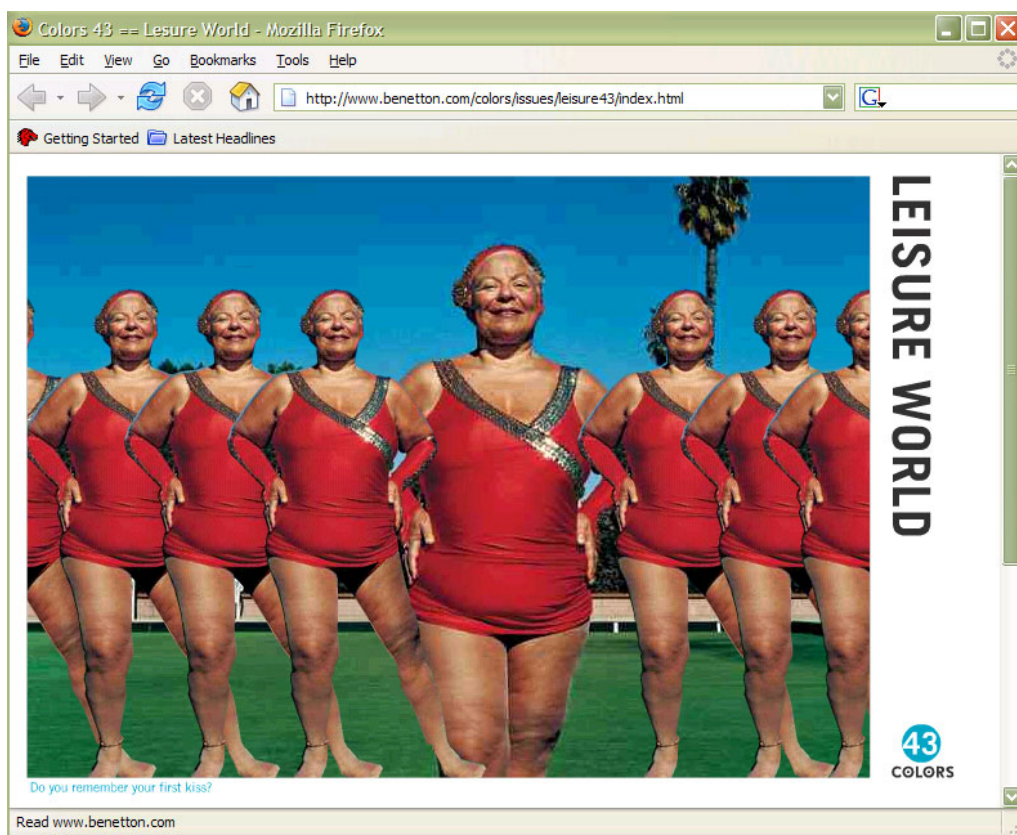 Colors 43 == Lesure World - Mozilla Firefox
File Edit View Go Bookmarks Tools Help
http://www.benetton.com/colors/issues/leisure43/index.html
G
Getting Started Latest Headlines
LEISURE WORLD
43
COLORS
Do you remember your first kiss?
Read www.benetton.com